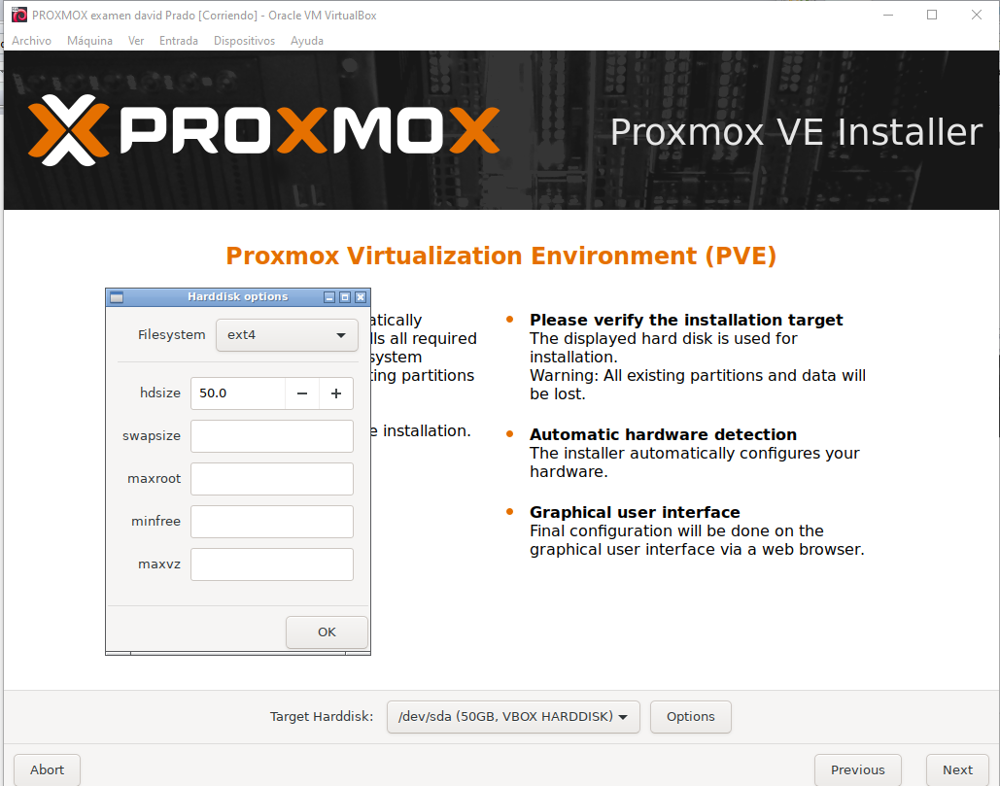 PROXMOX examen david Prado [Corriendo] - Oracle VM VirtualBox
Archivo Máquina Ver Entrada Dispositivos Ayuda
PROXMOX
Proxmox VE Installer
Proxmox Virtualization Environment (PVE)
Harddisk options
Filesystem ext4
hdsize 50.0
swapsize
maxroot
minfree
maxvz
OK
atically
lls all required
system
ting partitions
e installation.
Please verify the installation target
The displayed hard disk is used for
installation.
Warning: All existing partitions and data will
be lost.
Automatic hardware detection
The installer automatically configures your
hardware.
Graphical user interface
Final configuration will be done on the
graphical user interface via a web browser.
Target Harddisk: /dev/sda (50GB, VBOX HARDDISK) Options
Abort Previous Next